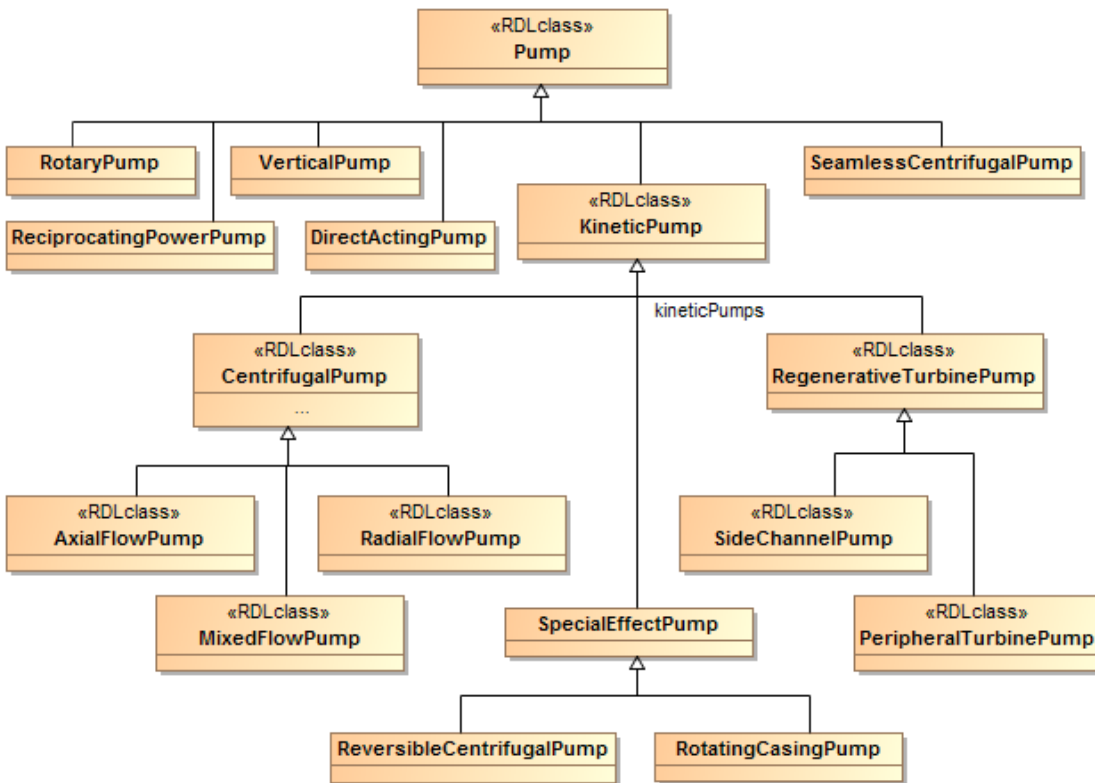 «RDLclass»
Pump
RotaryPump
VerticalPump
SeamlessCentrifugalPump
«RDLclass»
KineticPump
ReciprocatingPowerPump
DirectActingPump
kineticPumps
«RDLclass»
CentrifugalPump
...
«RDLclass»
RegenerativeTurbinePump
«RDLclass»
AxialFlowPump
«RDLclass»
RadialFlowPump
«RDLclass»
SideChannelPump
«RDLclass»
MixedFlowPump
SpecialEffectPump
«RDLclass»
PeripheralTurbinePump
ReversibleCentrifugalPump
RotatingCasingPump